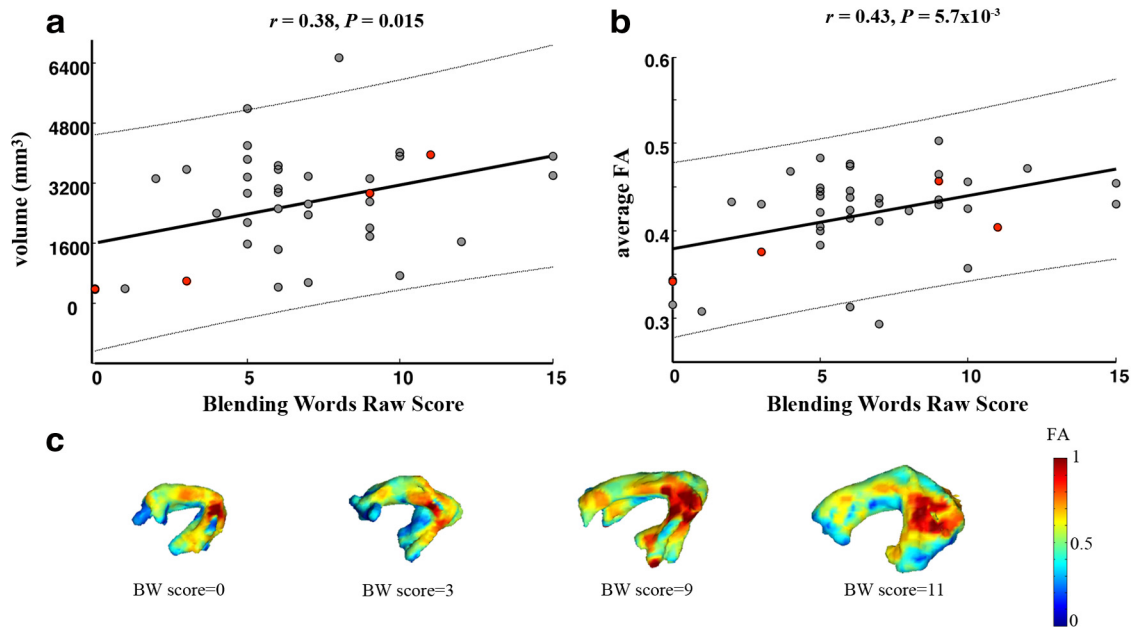 a
r = 0.38, P = 0.015
6400
4800
3200
1600
0
volume (mm³)
0 5 10 15
Blending Words Raw Score
b
r = 0.43, P = 5.7x10⁻³
0.6
0.5
0.4
0.3
average FA
0 5 10 15
Blending Words Raw Score
c
BW score=0
BW score=3
BW score=9
BW score=11
FA
1
0.5
0